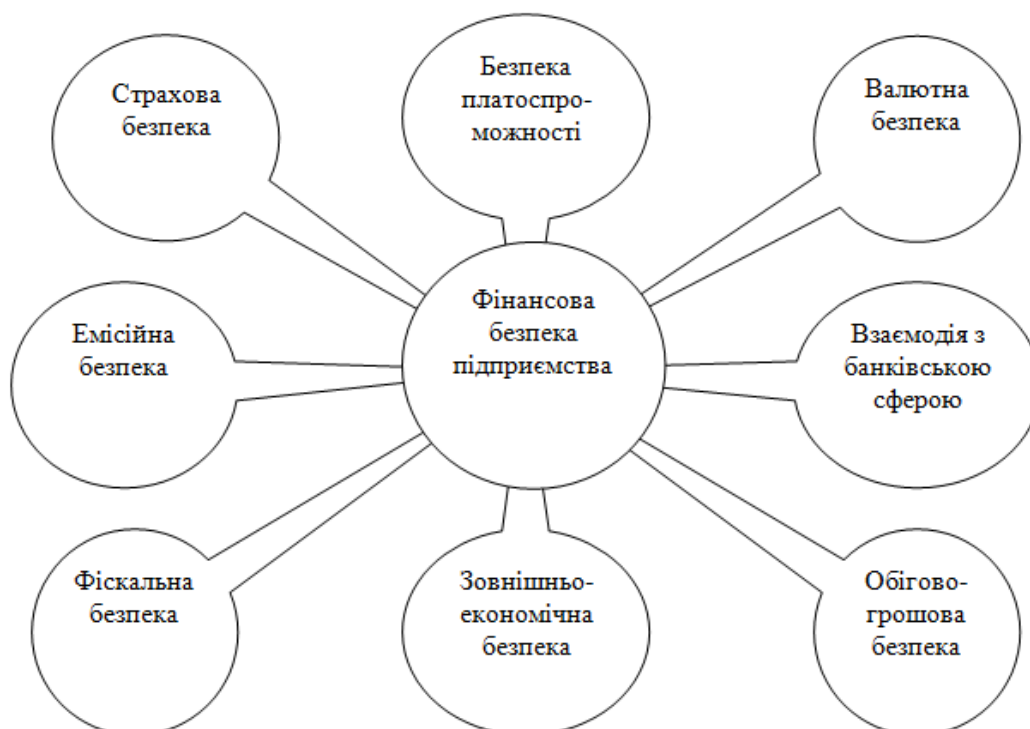 Страхова
безпека
Безпека
платоспро-
можності
Валютна
безпека
Емісійна
безпека
Фінансова
безпека
підприємства
Взаємодія з
банківською
сферою
Фіскальна
безпека
Зовнішньо-
економічна
безпека
Обігово-
грошова
безпека